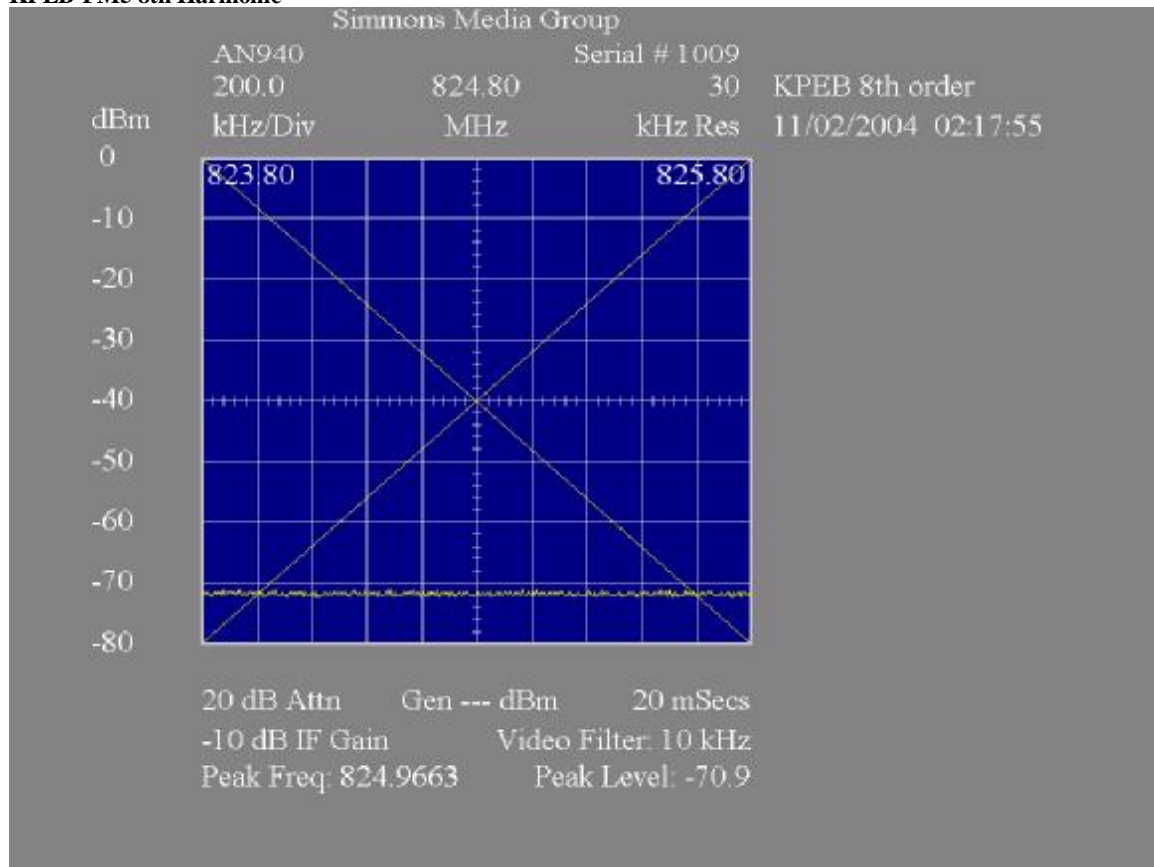 Simmons Media Group
AN940 Serial # 1009
200.0 824.80 30 KPEB 8th order
dBm kHz/Div MHz kHz Res 11/02/2004 02:17:55
0
823.80 825.80
-10
-20
-30
-40
-50
-60
-70
-80
20 dB Attn Gen --- dBm 20 mSecs
-10 dB IF Gain Video Filter: 10 kHz
Peak Freq: 824.9663 Peak Level: -70.9